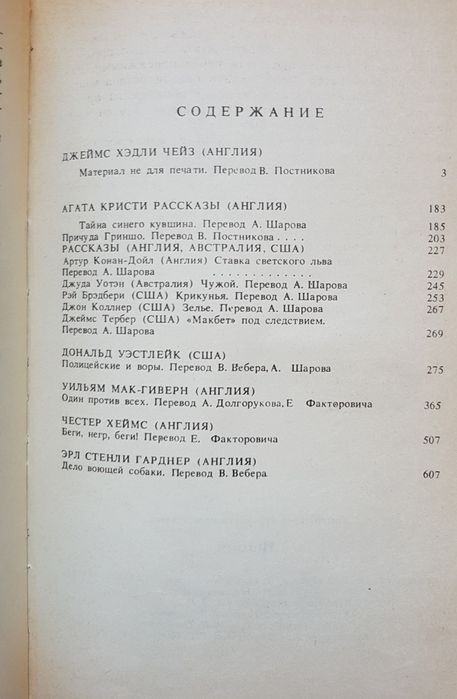 СОДЕРЖАНИЕ
ДЖЕЙМС ХЭДЛИ ЧЕЙЗ (АНГЛИЯ)
Материал не для печати. Перевод В. Постникова 3
АГАТА КРИСТИ РАССКАЗЫ (АНГЛИЯ) 183
Тайна синего кувшина. Перевод А. Шарова 185
Причуда Гриншо. Перевод В. Постникова . . . . 203
РАССКАЗЫ (АНГЛИЯ, АВСТРАЛИЯ, США) 227
Артур Конан-Дойл (Англия) Ставка светского льва
Перевод А. Шарова . . . . . . . . . . . . . 229
Джуда Уотэн (Австралия) Чужой. Перевод А. Шарова 245
Рэй Брэдбери (США) Крикунья. Перевод А. Шарова 253
Джон Коллиер (США) Зелье. Перевод А. Шарова 267
Джеймс Тербер (США) «Макбет» под следствием.
Перевод А. Шарова 269
ДОНАЛЬД УЭСТЛЕЙК (США)
Полицейские и воры. Перевод В. Вебера, А. Шарова 275
УИЛЬЯМ МАК-ГИВЕРН (АНГЛИЯ)
Один против всех. Перевод А. Долгорукова, Е Факторовича 365
ЧЕСТЕР ХЕЙМС (АНГЛИЯ)
Беги, негр, беги! Перевод Е. Факторовича 507
ЭРЛ СТЕНЛИ ГАРДНЕР (АНГЛИЯ)
Дело воющей собаки. Перевод В. Вебера 607